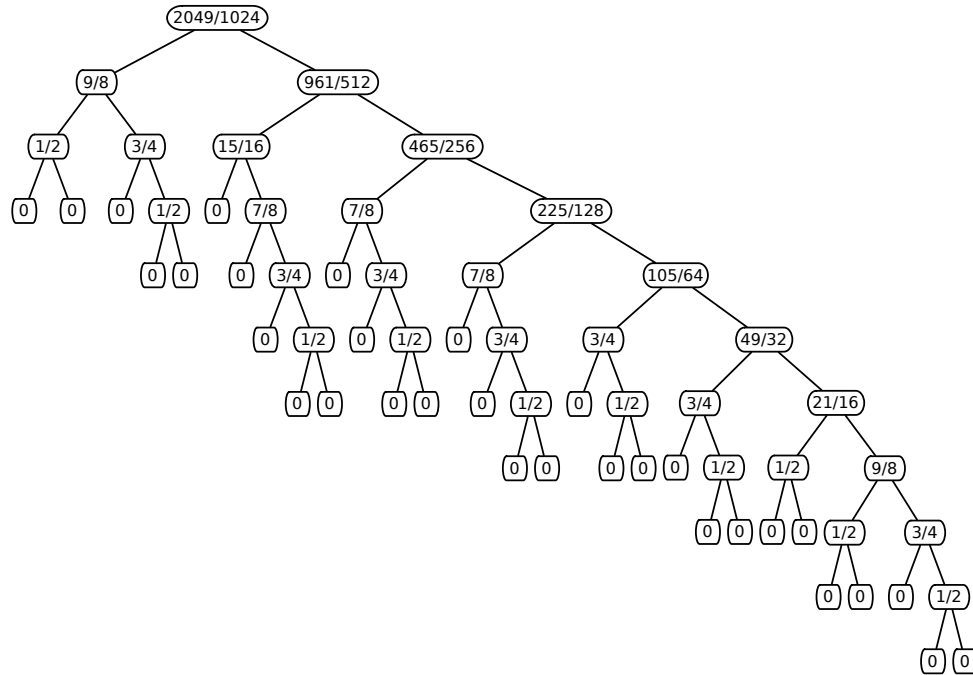 2049/1024
9/8 961/512
1/2 3/4 15/16 465/256
0 0 0 1/2 0 7/8 7/8 225/128
0 0 0 3/4 0 3/4 7/8 105/64
0 1/2 0 1/2 0 3/4 3/4 49/32
0 0 0 0 0 1/2 0 1/2 3/4 21/16
0 0 0 0 0 1/2 1/2 9/8
0 0 0 0 1/2 3/4
0 0 0 1/2
0 0